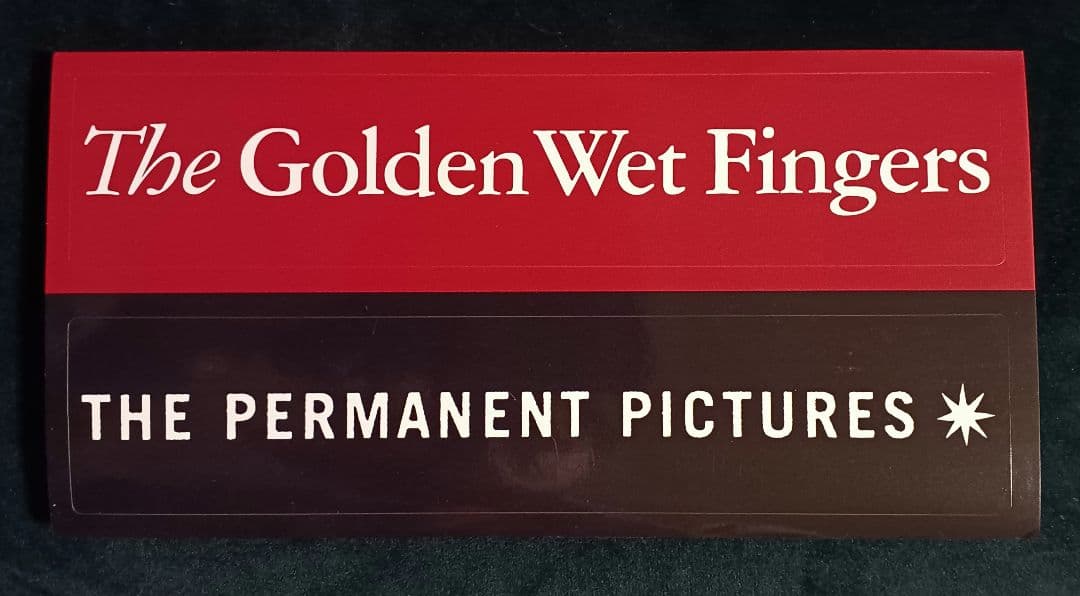 The Golden Wet Fingers
THE PERMANENT PICTURES